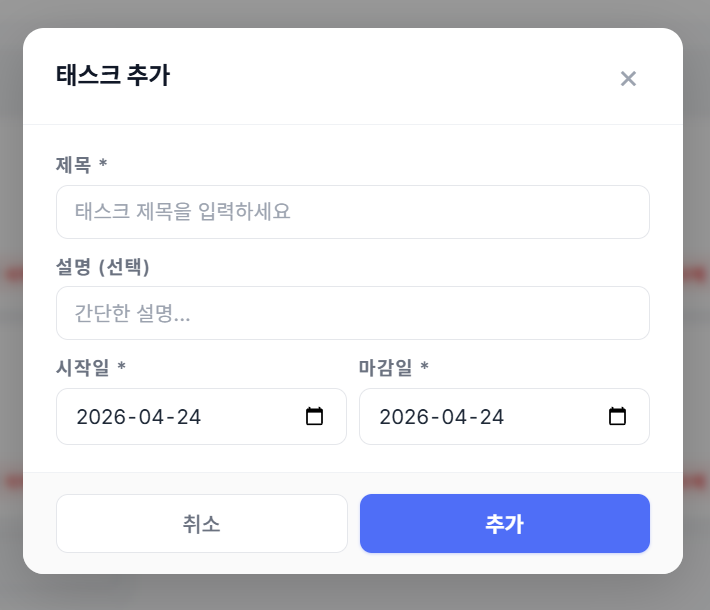 태스크 추가
제목 *
태스크 제목을 입력하세요
설명 (선택)
간단한 설명...
시작일 * 마감일 *
2026-04-24 2026-04-24
취소 추가